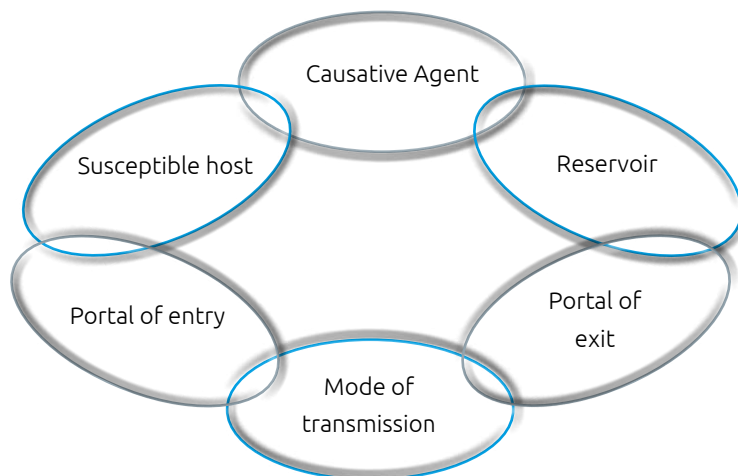 Causative Agent
Susceptible host
Reservoir
Portal of entry
Portal of
exit
Mode of
transmission